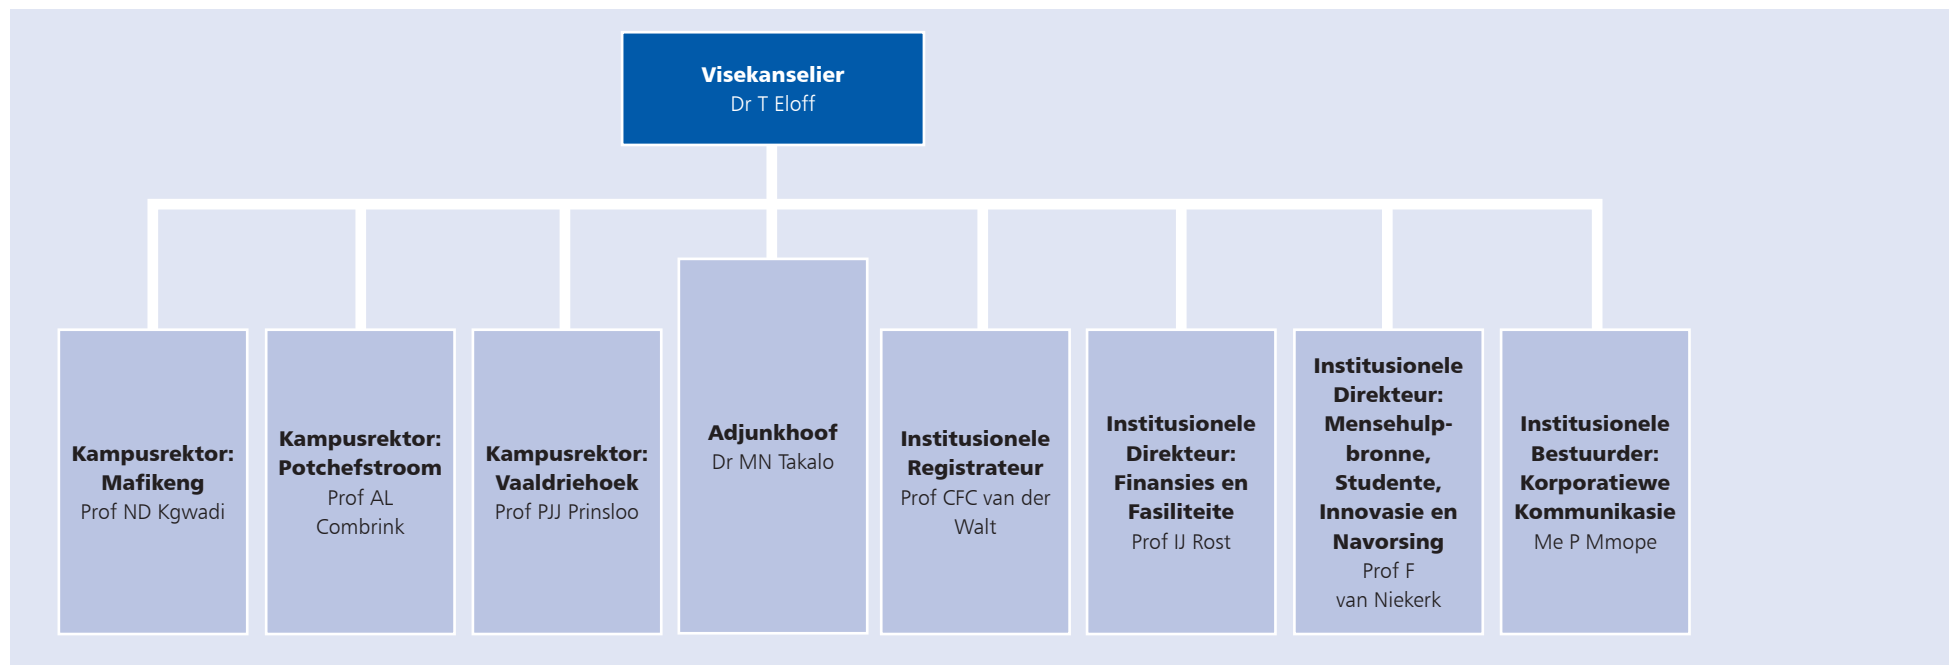 Visekanselier
Dr T Eloff
Kampusrektor:
Mafikeng
Prof ND Kgwadi
Kampusrektor:
Potchefstroom
Prof AL
Combrink
Kampusrektor:
Vaaldriehoek
Prof PJJ Prinsloo
Adjunkhoof
Dr MN Takalo
Institusionele
Registrateur
Prof CFC van der
Walt
Institusionele
Direkteur:
Finansies en
Fasiliteite
Prof IJ Rost
Institusionele
Direkteur:
Mensehulp-
bronne,
Studente,
Innovasie en
Navorsing
Prof F
van Niekerk
Institusionele
Bestuurder:
Korporatiewe
Kommunikasie
Me P Mmope